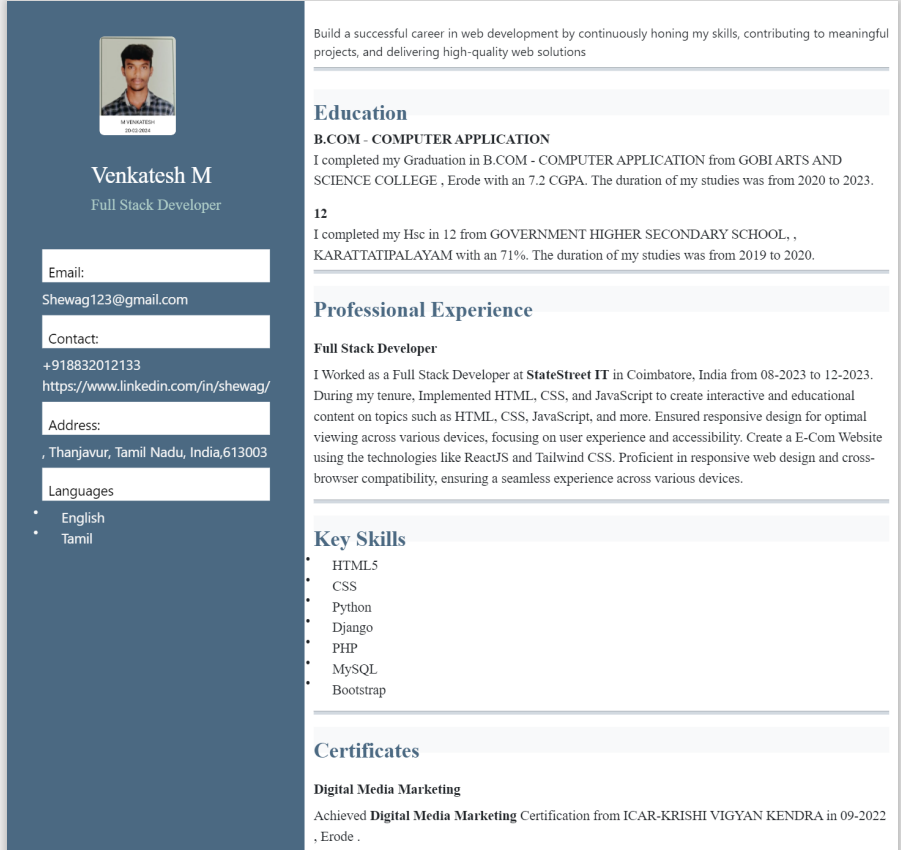 M VENKATESH
20-02-2024
Venkatesh M
Full Stack Developer
Email:
Shewag123@gmail.com
Contact:
+918832012133
https://www.linkedin.com/in/shewag/
Address:
, Thanjavur, Tamil Nadu, India,613003
Languages
English
Tamil
Build a successful career in web development by continuously honing my skills, contributing to meaningful
projects, and delivering high-quality web solutions
Education
B.COM - COMPUTER APPLICATION
I completed my Graduation in B.COM - COMPUTER APPLICATION from GOBI ARTS AND
SCIENCE COLLEGE , Erode with an 7.2 CGPA. The duration of my studies was from 2020 to 2023.
12
I completed my Hsc in 12 from GOVERNMENT HIGHER SECONDARY SCHOOL, ,
KARATTATIPALAYAM with an 71%. The duration of my studies was from 2019 to 2020.
Professional Experience
Full Stack Developer
I Worked as a Full Stack Developer at StateStreet IT in Coimbatore, India from 08-2023 to 12-2023.
During my tenure, Implemented HTML, CSS, and JavaScript to create interactive and educational
content on topics such as HTML, CSS, JavaScript, and more. Ensured responsive design for optimal
viewing across various devices, focusing on user experience and accessibility. Create a E-Com Website
using the technologies like ReactJS and Tailwind CSS. Proficient in responsive web design and cross-
browser compatibility, ensuring a seamless experience across various devices.
Key Skills
HTML5
CSS
Python
Django
PHP
MySQL
Bootstrap
Certificates
Digital Media Marketing
Achieved Digital Media Marketing Certification from ICAR-KRISHI VIGYAN KENDRA in 09-2022
, Erode .